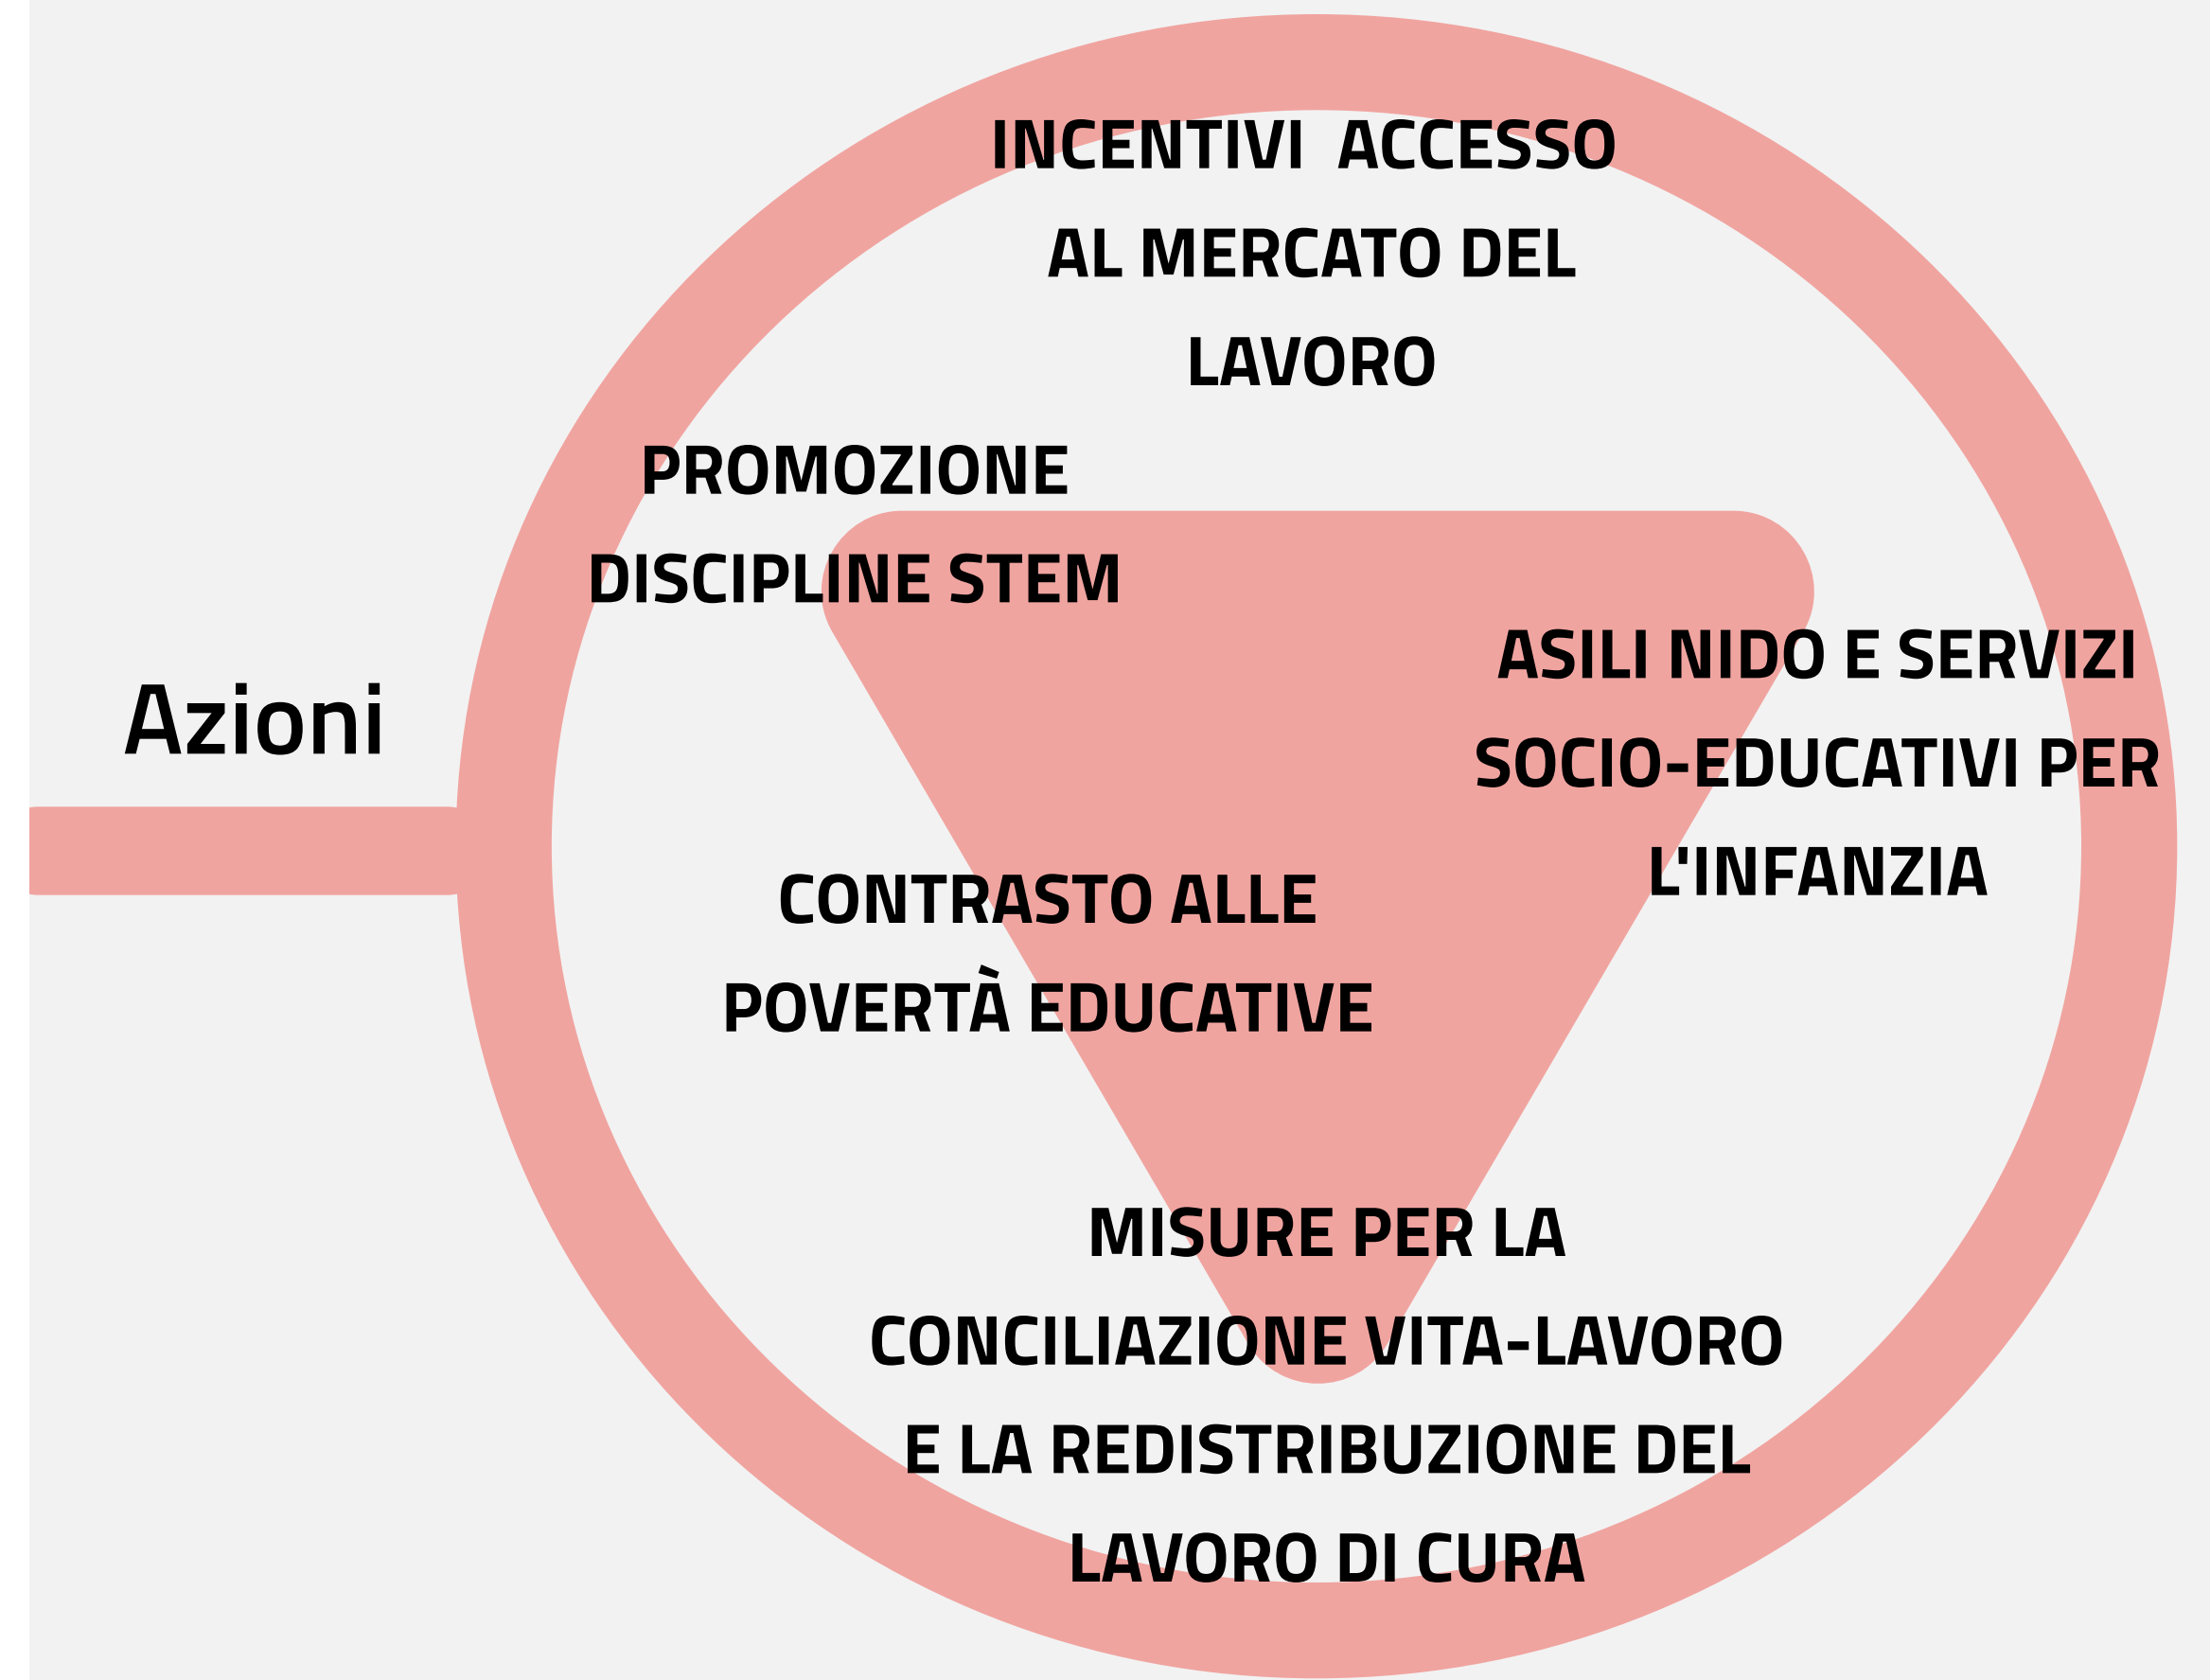 INCENTIVI ACCESSO
AL MERCATO DEL
LAVORO
PROMOZIONE
DISCIPLINE STEM
ASILI NIDO E SERVIZI
SOCIO-EDUCATIVI PER
L'INFANZIA
Azioni
CONTRASTO ALLE
POVERTÀ EDUCATIVE
MISURE PER LA
CONCILIAZIONE VITA-LAVORO
E LA REDISTRIBUZIONE DEL
LAVORO DI CURA